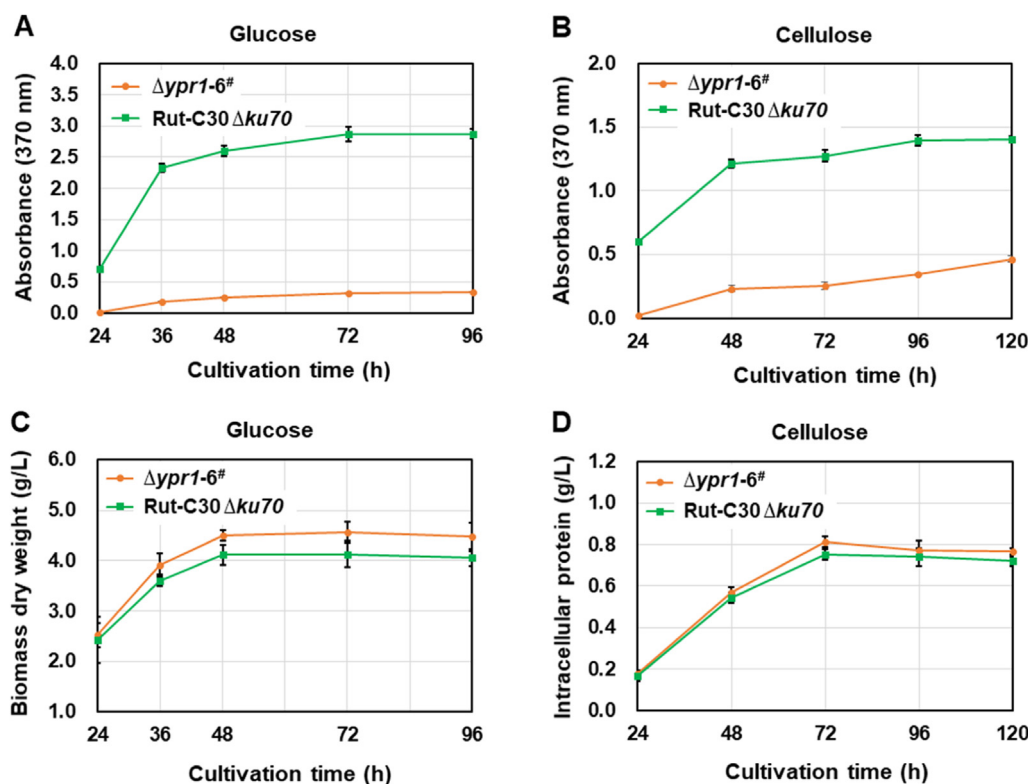 A
Glucose
Absorbance (370 nm)
4.0
3.5
3.0
2.5
2.0
1.5
1.0
0.5
0.0
Δypr1-6#
Rut-C30 Δku70
24 36 48 72 96
Cultivation time (h)
B
Cellulose
Absorbance (370 nm)
2.0
1.5
1.0
0.5
0.0
Δypr1-6#
Rut-C30 Δku70
24 48 72 96 120
Cultivation time (h)
C
Glucose
Biomass dry weight (g/L)
6.0
5.0
4.0
3.0
2.0
1.0
Δypr1-6#
Rut-C30 Δku70
24 36 48 72 96
Cultivation time (h)
D
Cellulose
Intracellular protein (g/L)
1.2
1.0
0.8
0.6
0.4
0.2
0.0
Δypr1-6#
Rut-C30 Δku70
24 48 72 96 120
Cultivation time (h)